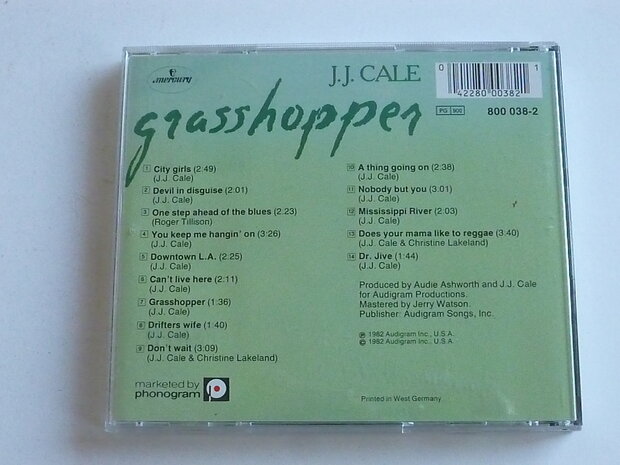 mercury
J.J. CALE
0 1
42280 00382
grasshopper
PG 900
800 038-2
1 City girls (2:49)
(J.J. Cale)
2 Devil in disguise (2:01)
(J.J. Cale)
3 One step ahead of the blues (2:23)
(Roger Tillison)
4 You keep me hangin' on (3:26)
(J.J. Cale)
5 Downtown L.A. (2:25)
(J.J. Cale)
6 Can't live here (2:11)
(J.J. Cale)
7 Grasshopper (1:36)
(J.J. Cale)
8 Drifters wife (1:40)
(J.J. Cale)
9 Don't wait (3:09)
(J.J. Cale & Christine Lakeland)
10 A thing going on (2:38)
(J.J. Cale)
11 Nobody but you (3.01)
(J.J. Cale)
12 Mississippi River (2:03)
(J.J. Cale)
13 Does your mama like to reggae (3:40)
(J.J. Cale & Christine Lakeland)
14 Dr. Jive (1:44)
(J.J. Cale)
Produced by Audie Ashworth and J.J. Cale
for Audigram Productions.
Mastered by Jerry Watson.
Publisher: Audigram Songs, Inc.
℗ 1982 Audigram Inc., U.S.A.
© 1982 Audigram Inc., U.S.A.
marketed by
phonogram
Printed in West Germany